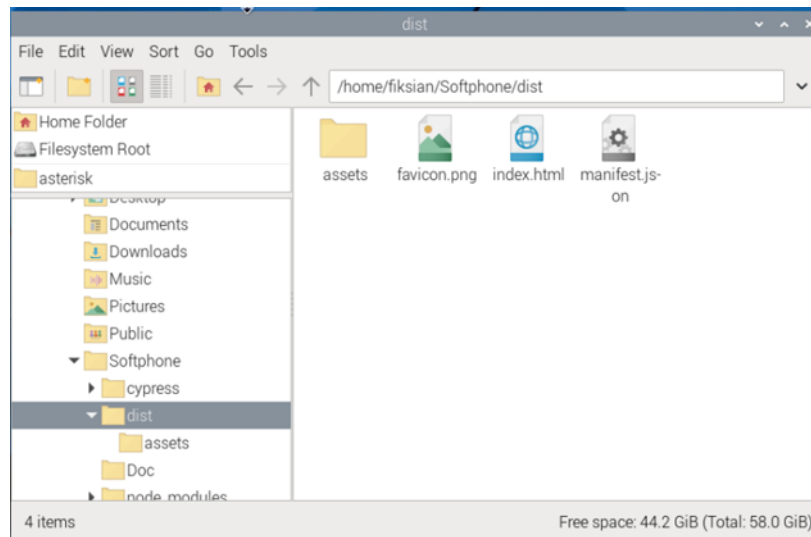 dist
File Edit View Sort Go Tools
/home/fiksian/Softphone/dist
Home Folder
Filesystem Root
asterisk
Desktop
Documents
Downloads
Music
Pictures
Public
Softphone
cypress
dist
assets
Doc
node_modules
assets favicon.png index.html manifest.js-
on
4 items Free space: 44.2 GiB (Total: 58.0 GiB)